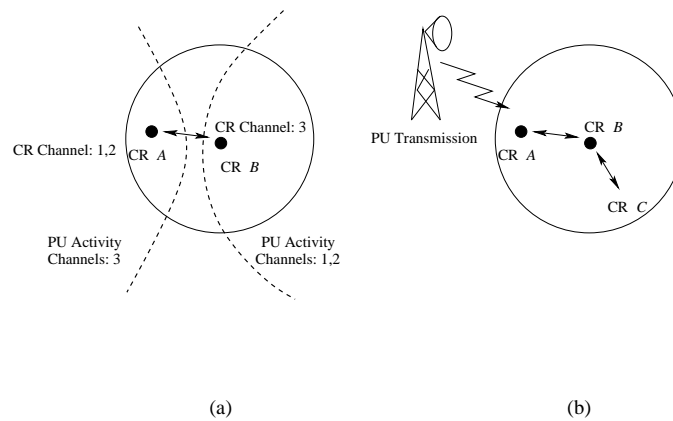 CR Channel: 3
CR Channel: 1,2
CR A
CR B
PU Activity
Channels: 3
PU Activity
Channels: 1,2
(a)
PU Transmission
CR B
CR A
CR C
(b)